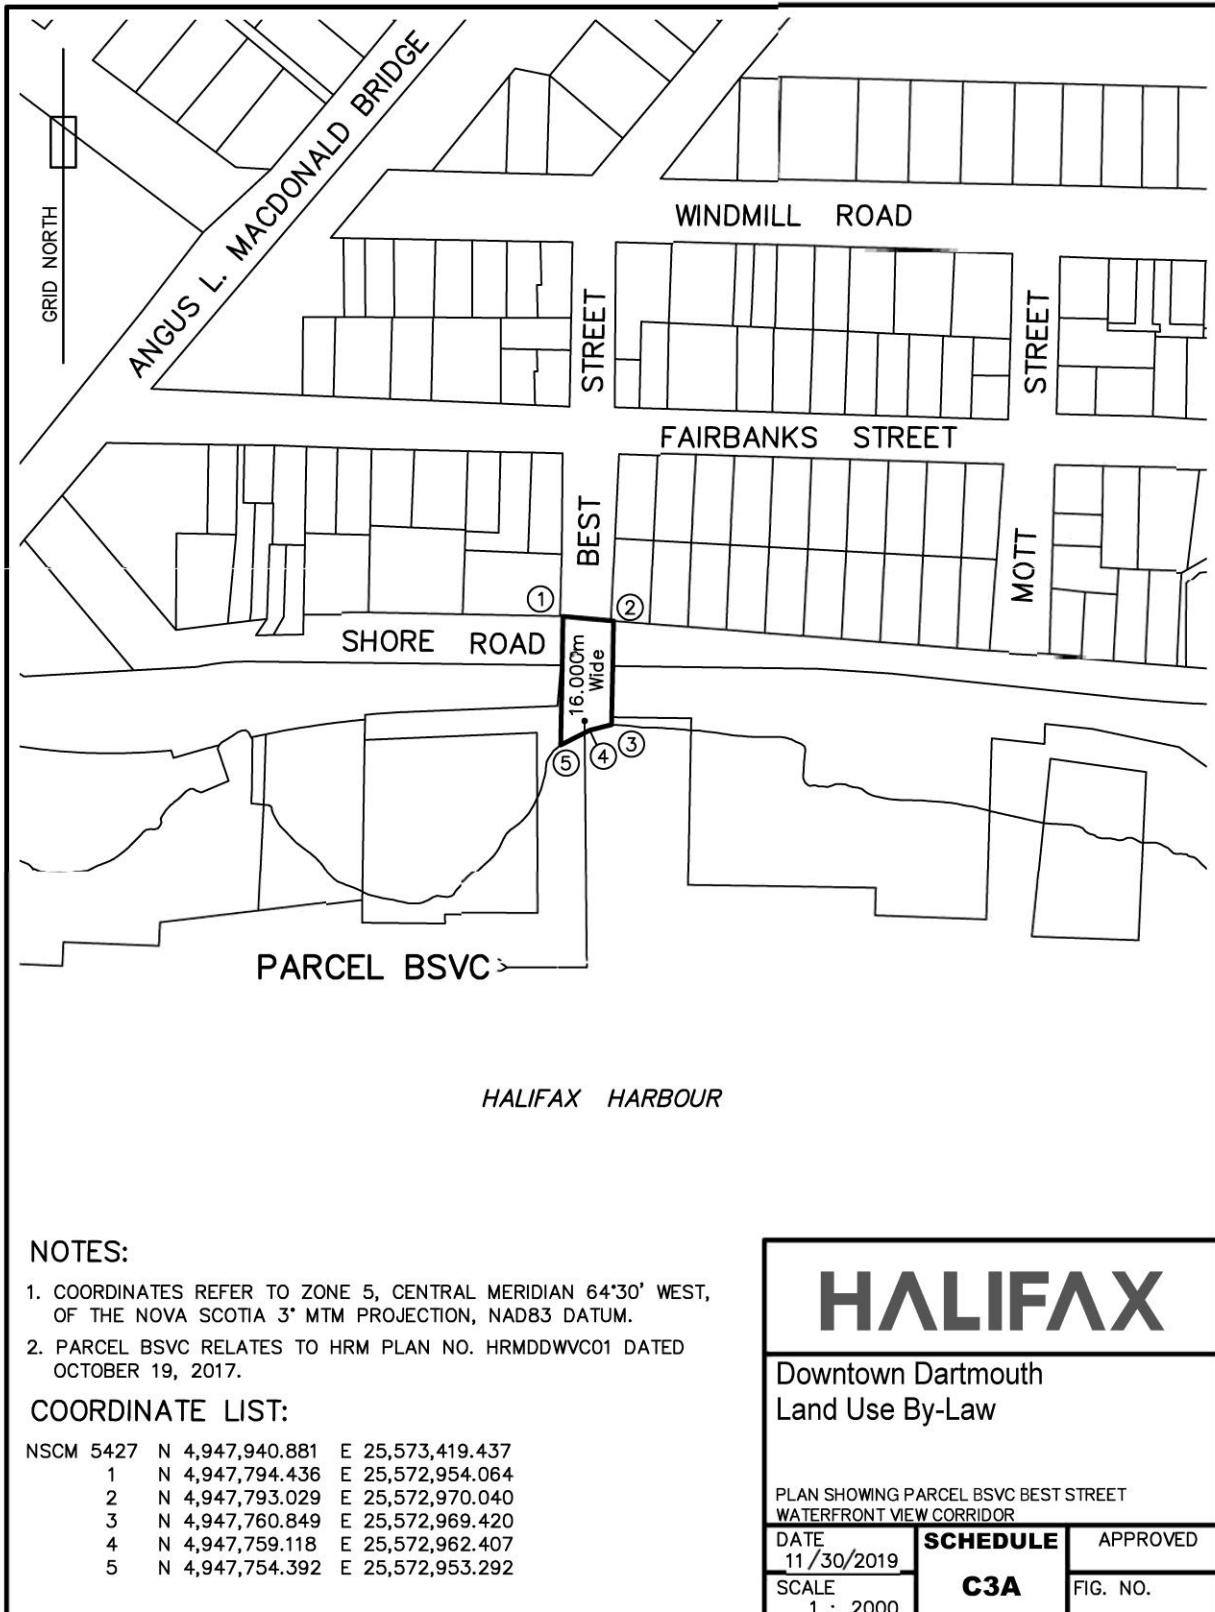 ANGUS L. MACDONALD BRIDGE
GRID NORTH
WINDMILL ROAD
STREET
STREET
FAIRBANKS STREET
BEST
MOTT
1
2
SHORE ROAD
16.000m
Wide
3
4
5
PARCEL BSVC
HALIFAX HARBOUR
NOTES:
1. COORDINATES REFER TO ZONE 5, CENTRAL MERIDIAN 64°30' WEST,
OF THE NOVA SCOTIA 3° MTM PROJECTION, NAD83 DATUM.
2. PARCEL BSVC RELATES TO HRM PLAN NO. HRMDDWVC01 DATED
OCTOBER 19, 2017.
COORDINATE LIST:
NSCM 5427 N 4,947,940.881 E 25,573,419.437
1 N 4,947,794.436 E 25,572,954.064
2 N 4,947,793.029 E 25,572,970.040
3 N 4,947,760.849 E 25,572,969.420
4 N 4,947,759.118 E 25,572,962.407
5 N 4,947,754.392 E 25,572,953.292
HALIFAX
Downtown Dartmouth
Land Use By-Law
PLAN SHOWING PARCEL BSVC BEST STREET
WATERFRONT VIEW CORRIDOR
DATE
11/30/2019
SCHEDULE
C3A
APPROVED
SCALE
1 : 2000
FIG. NO.